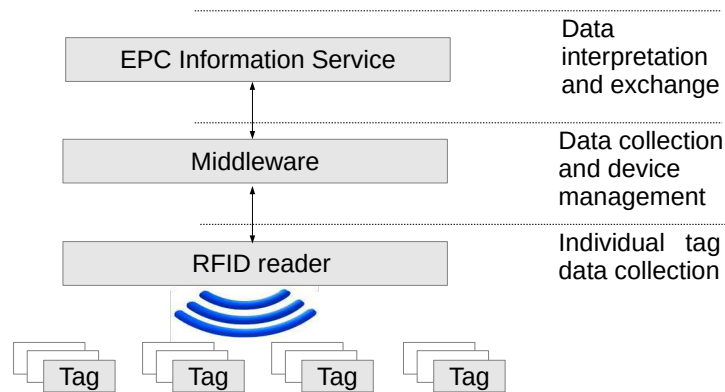 EPC Information Service
Data
interpretation
and exchange
Middleware
Data collection
and device
management
RFID reader
Individual tag
data collection
Tag
Tag
Tag
Tag